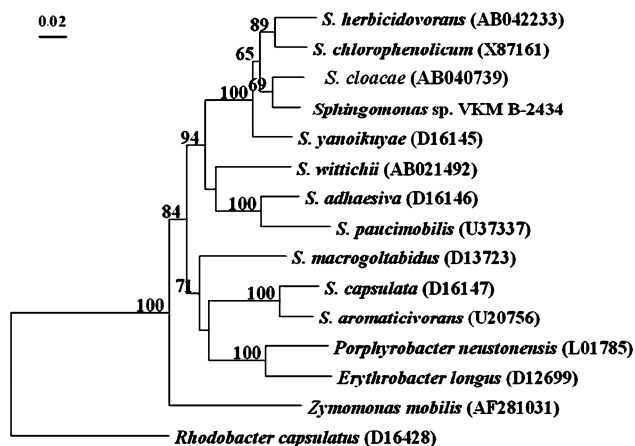 0.02
89
S. herbicidovorans (AB042233)
S. chlorophenolicum (X87161)
65
S. cloacae (AB040739)
69
100
Sphingomonas sp. VKM B-2434
94
S. yanoikuyae (D16145)
S. wittichii (AB021492)
S. adhaesiva (D16146)
100
84
S. paucimobilis (U37337)
S. macrogoltabidus (D13723)
71
S. capsulata (D16147)
100
100
S. aromaticivorans (U20756)
Porphyrobacter neustonensis (L01785)
100
Erythrobacter longus (D12699)
Zymomonas mobilis (AF281031)
Rhodobacter capsulatus (D16428)